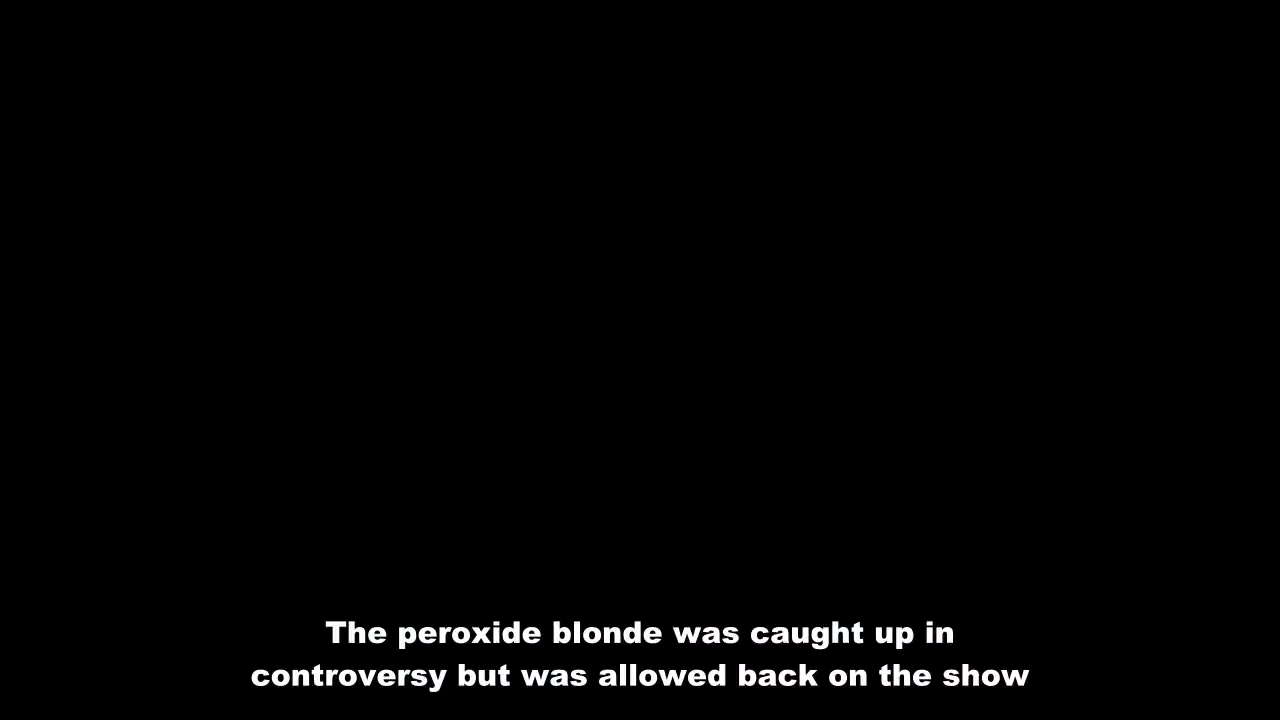 The peroxide blonde was caught up in
controversy but was allowed back on the show